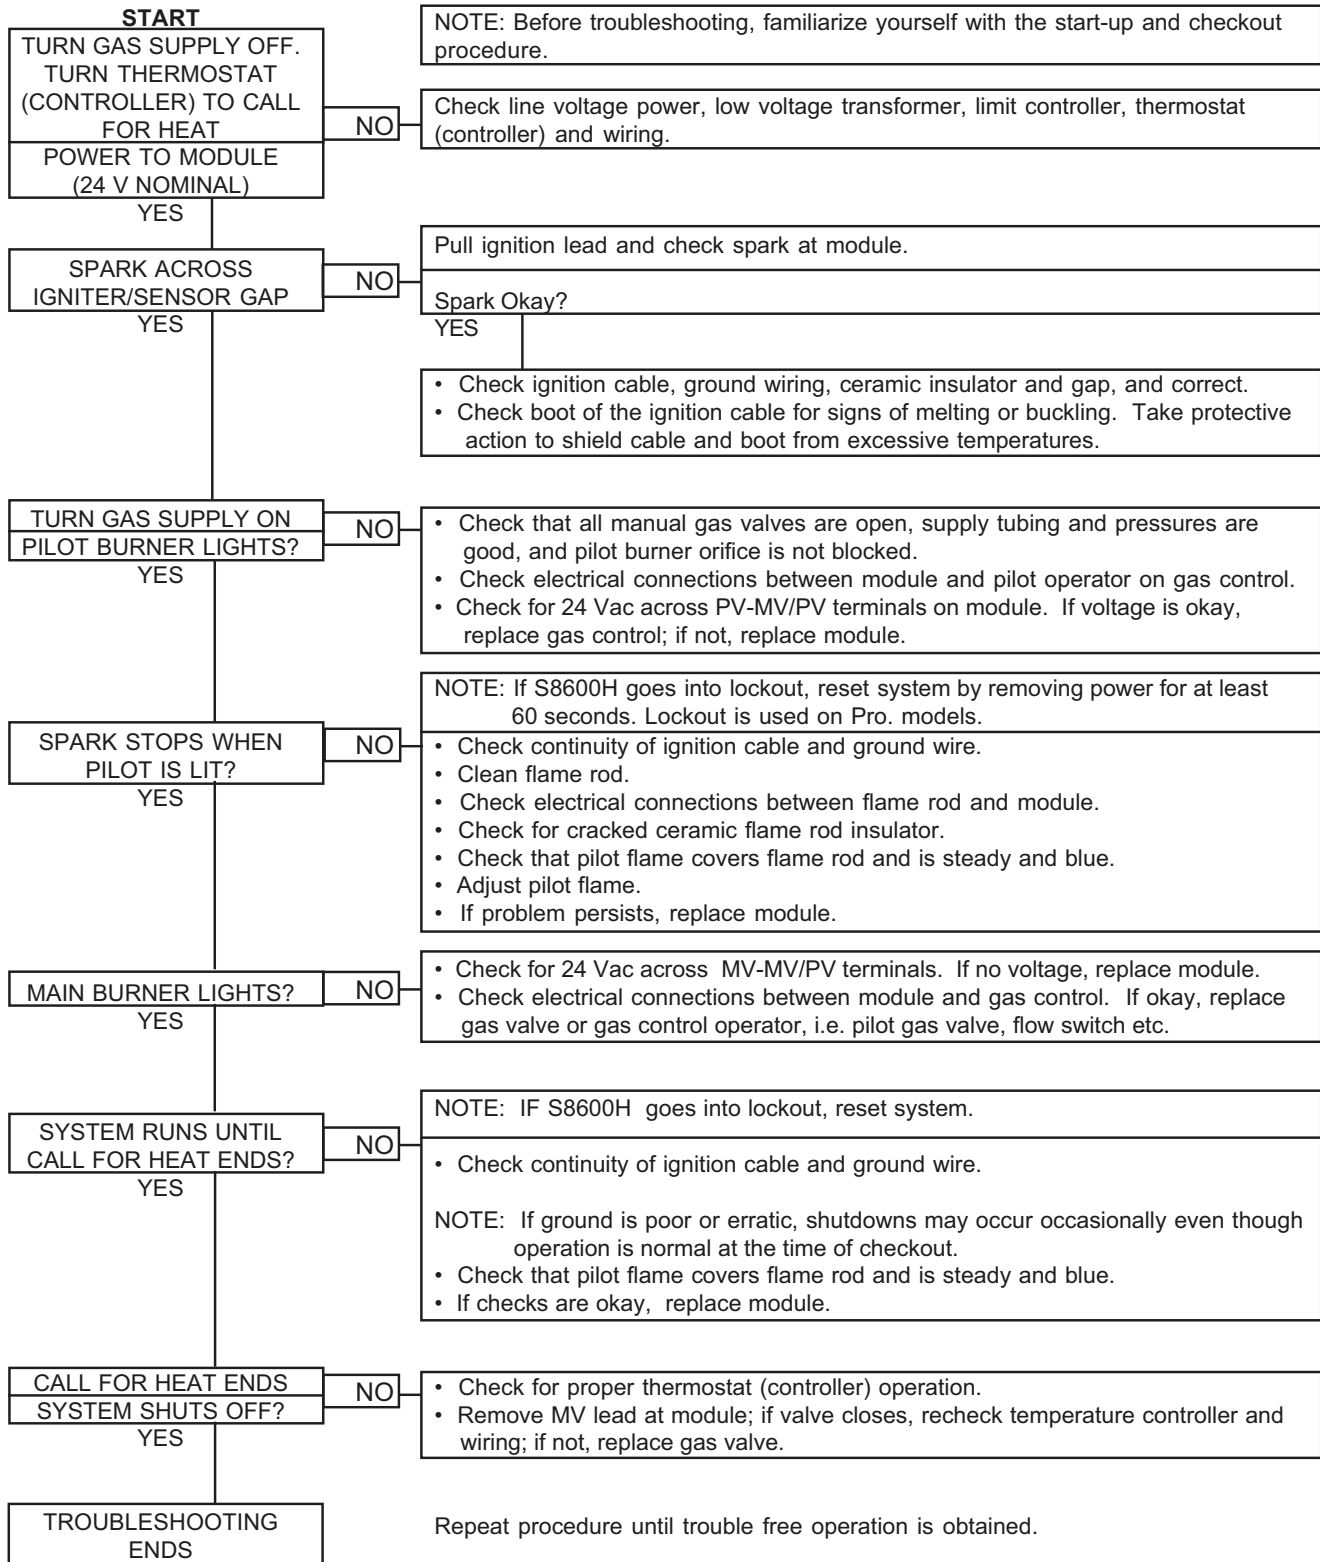 START
TURN GAS SUPPLY OFF.
TURN THERMOSTAT
(CONTROLLER) TO CALL
FOR HEAT
POWER TO MODULE
(24 V NOMINAL)
YES
NO
NOTE: Before troubleshooting, familiarize yourself with the start-up and checkout
procedure.
Check line voltage power, low voltage transformer, limit controller, thermostat
(controller) and wiring.
SPARK ACROSS
IGNITER/SENSOR GAP
YES
NO
Pull ignition lead and check spark at module.
Spark Okay?
YES
• Check ignition cable, ground wiring, ceramic insulator and gap, and correct.
• Check boot of the ignition cable for signs of melting or buckling. Take protective
action to shield cable and boot from excessive temperatures.
TURN GAS SUPPLY ON
PILOT BURNER LIGHTS?
YES
NO
• Check that all manual gas valves are open, supply tubing and pressures are
good, and pilot burner orifice is not blocked.
• Check electrical connections between module and pilot operator on gas control.
• Check for 24 Vac across PV-MV/PV terminals on module. If voltage is okay,
replace gas control; if not, replace module.
SPARK STOPS WHEN
PILOT IS LIT?
YES
NO
NOTE: If S8600H goes into lockout, reset system by removing power for at least
60 seconds. Lockout is used on Pro. models.
• Check continuity of ignition cable and ground wire.
• Clean flame rod.
• Check electrical connections between flame rod and module.
• Check for cracked ceramic flame rod insulator.
• Check that pilot flame covers flame rod and is steady and blue.
• Adjust pilot flame.
• If problem persists, replace module.
MAIN BURNER LIGHTS?
YES
NO
• Check for 24 Vac across MV-MV/PV terminals. If no voltage, replace module.
• Check electrical connections between module and gas control. If okay, replace
gas valve or gas control operator, i.e. pilot gas valve, flow switch etc.
SYSTEM RUNS UNTIL
CALL FOR HEAT ENDS?
YES
NO
NOTE: IF S8600H goes into lockout, reset system.
• Check continuity of ignition cable and ground wire.
NOTE: If ground is poor or erratic, shutdowns may occur occasionally even though
operation is normal at the time of checkout.
• Check that pilot flame covers flame rod and is steady and blue.
• If checks are okay, replace module.
CALL FOR HEAT ENDS
SYSTEM SHUTS OFF?
YES
NO
• Check for proper thermostat (controller) operation.
• Remove MV lead at module; if valve closes, recheck temperature controller and
wiring; if not, replace gas valve.
TROUBLESHOOTING
ENDS
Repeat procedure until trouble free operation is obtained.